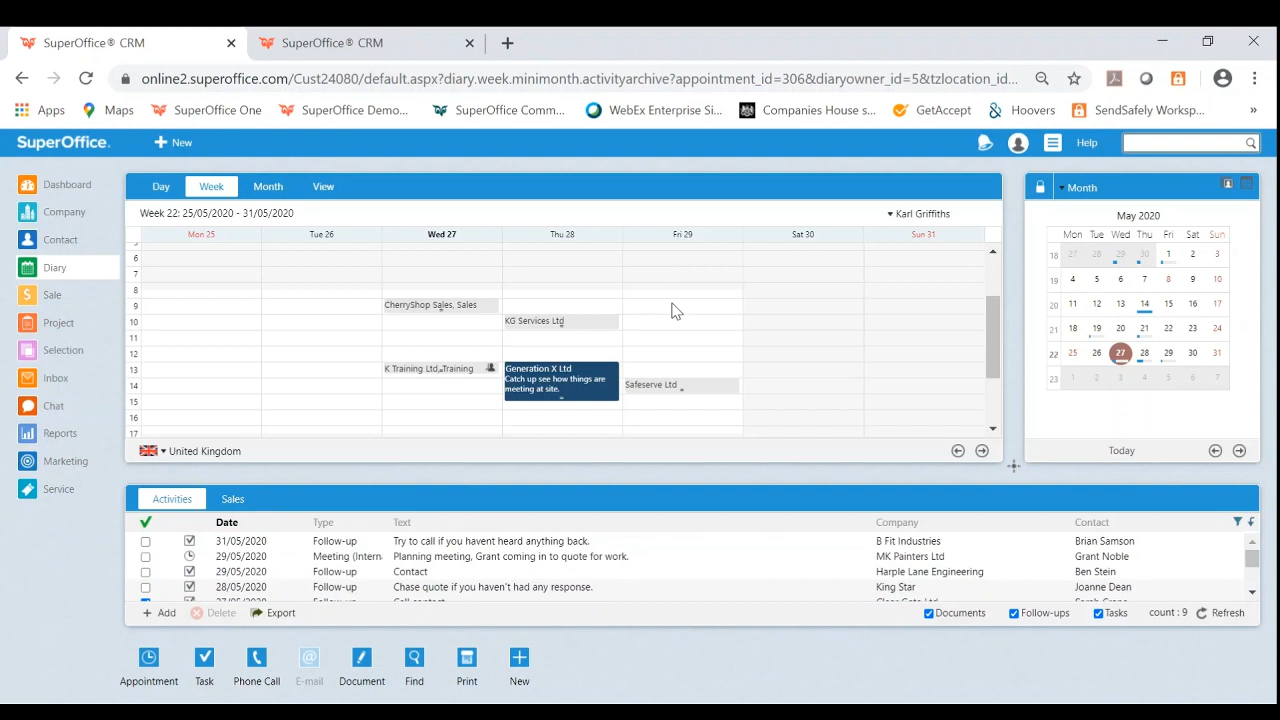 SuperOffice® CRM
SuperOffice® CRM
online2.superoffice.com/Cust24080/default.aspx?diary.week.minimonth.activityarchive?appointment_id=306&diaryowner_id=5&tzlocation_id...
Apps Maps SuperOffice One SuperOffice Demo... SuperOffice Comm... WebEx Enterprise Si... Companies House s... GetAccept Hoovers SendSafely Worksp... »
SuperOffice. New Help
Dashboard
Company
Contact
Diary
Sale
Project
Selection
Inbox
Chat
Reports
Marketing
Service
Day Week Month View
Week 22: 25/05/2020 - 31/05/2020 Karl Griffiths
Mon 25 Tue 26 Wed 27 Thu 28 Fri 29 Sat 30 Sun 31
6
7
8
9 CherryShop Sales, Sales
10 KG Services Ltd
11
12
13 K Training Ltd, Training Generation X Ltd
Catch up see how things are
14 meeting at site. Safeserve Ltd
15
16
17
United Kingdom
Month
May 2020
Mon Tue Wed Thu Fri Sat Sun
18 27 28 29 30 1 2 3
19 4 5 6 7 8 9 10
20 11 12 13 14 15 16 17
21 18 19 20 21 22 23 24
22 25 26 27 28 29 30 31
23 1 2 3 4 5 6 7
Today
Activities Sales
Date Type Text Company Contact
31/05/2020 Follow-up Try to call if you havent heard anything back. B Fit Industries Brian Samson
29/05/2020 Meeting (Intern Planning meeting, Grant coming in to quote for work. MK Painters Ltd Grant Noble
29/05/2020 Follow-up Contact Harple Lane Engineering Ben Stein
28/05/2020 Follow-up Chase quote if you haven't had any response. King Star Joanne Dean
Add Delete Export Documents Follow-ups Tasks count : 9 Refresh
Appointment Task Phone Call E-mail Document Find Print New